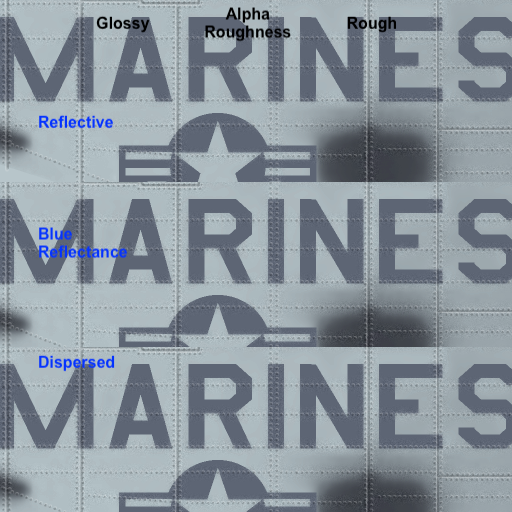 Glossy Alpha Roughness Rough
MARINES
Reflective
MARINES
Blue
Reflectance
MARINES
Dispersed